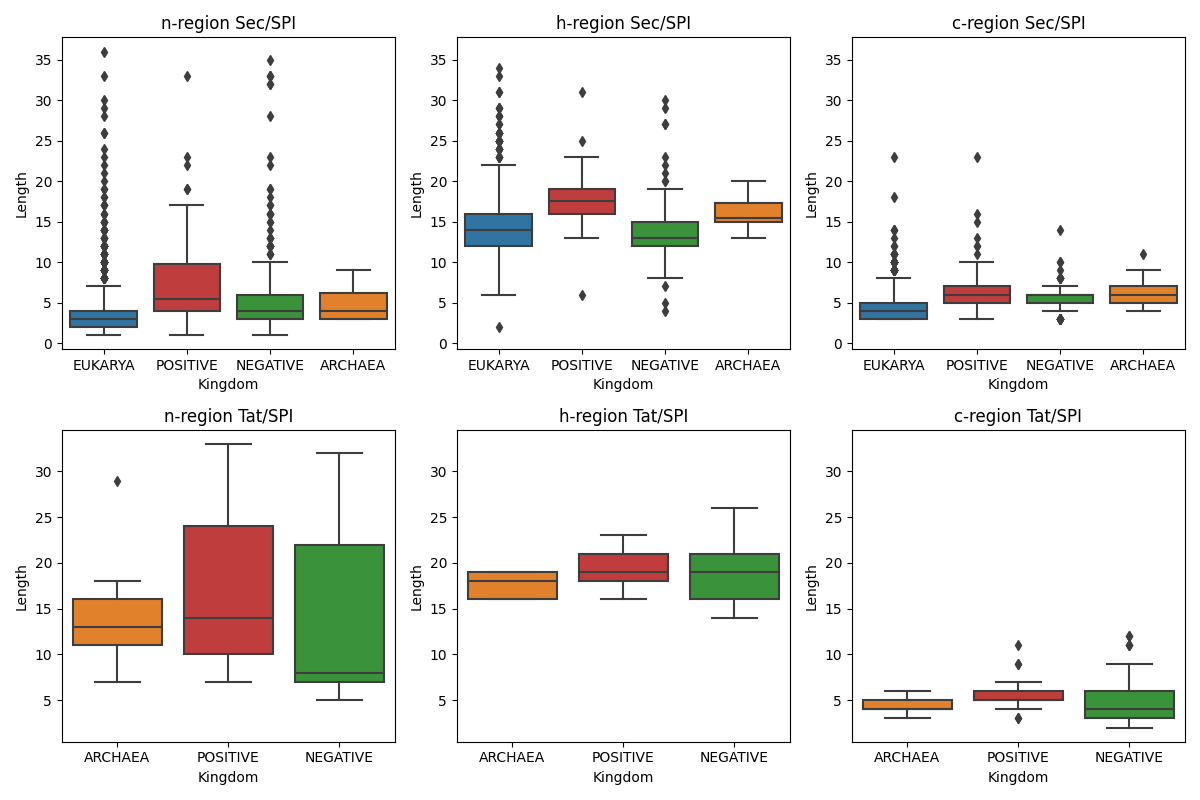 n-region Sec/SPI
h-region Sec/SPI
c-region Sec/SPI
35
30
25
20
15
10
5
0
Length
EUKARYA POSITIVE NEGATIVE ARCHAEA
Kingdom
35
30
25
20
15
10
5
0
Length
EUKARYA POSITIVE NEGATIVE ARCHAEA
Kingdom
35
30
25
20
15
10
5
0
Length
EUKARYA POSITIVE NEGATIVE ARCHAEA
Kingdom
n-region Tat/SPI
h-region Tat/SPI
c-region Tat/SPI
30
25
20
15
10
5
Length
ARCHAEA POSITIVE NEGATIVE
Kingdom
30
25
20
15
10
5
Length
ARCHAEA POSITIVE NEGATIVE
Kingdom
30
25
20
15
10
5
Length
ARCHAEA POSITIVE NEGATIVE
Kingdom